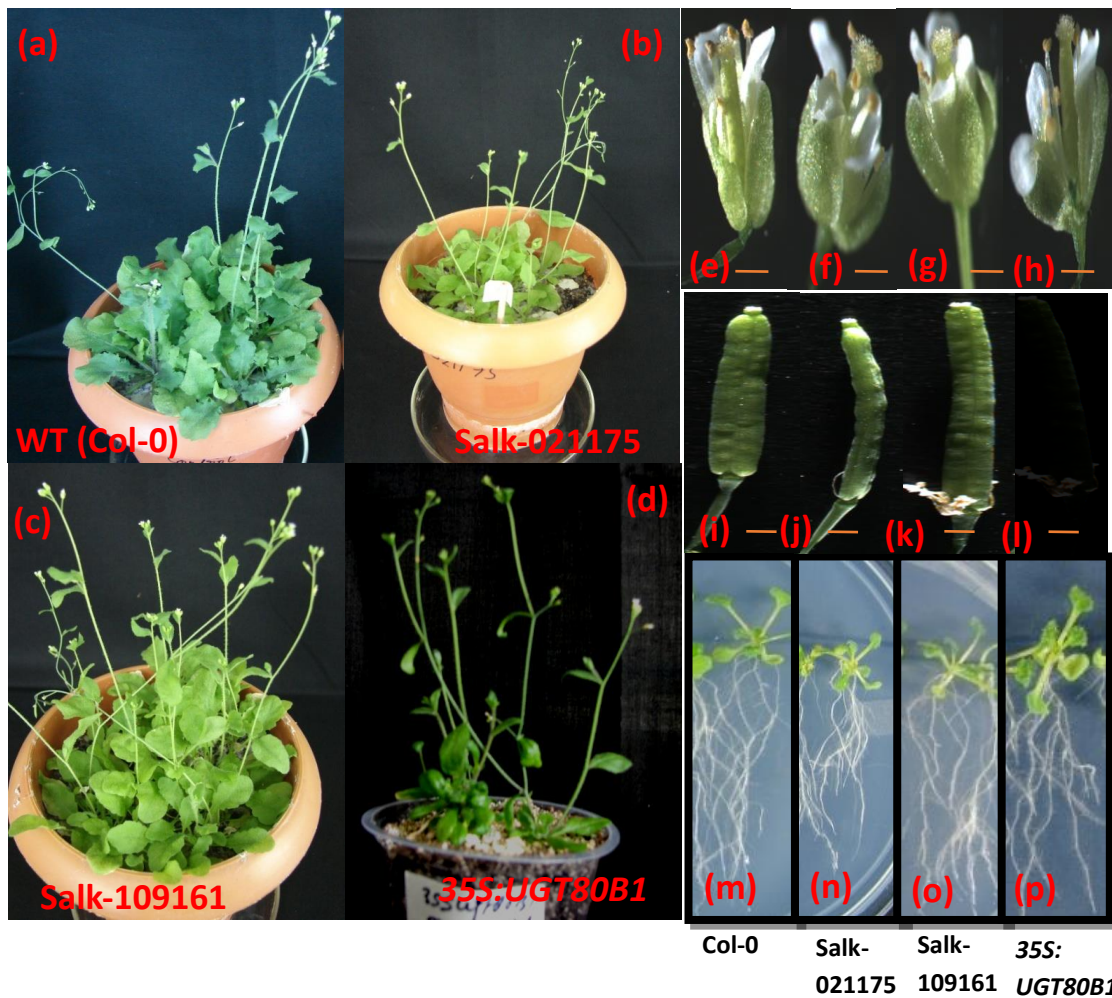 (a)
(b)
WT (Col-0)
Salk-021175
(c)
(d)
Salk-109161
35S:UGT80B1
(e)
(f)
(g)
(h)
(i)
(j)
(k)
(l)
(m)
(n)
(o)
(p)
Col-0
Salk-
021175
Salk-
109161
35S:
UGT80B1